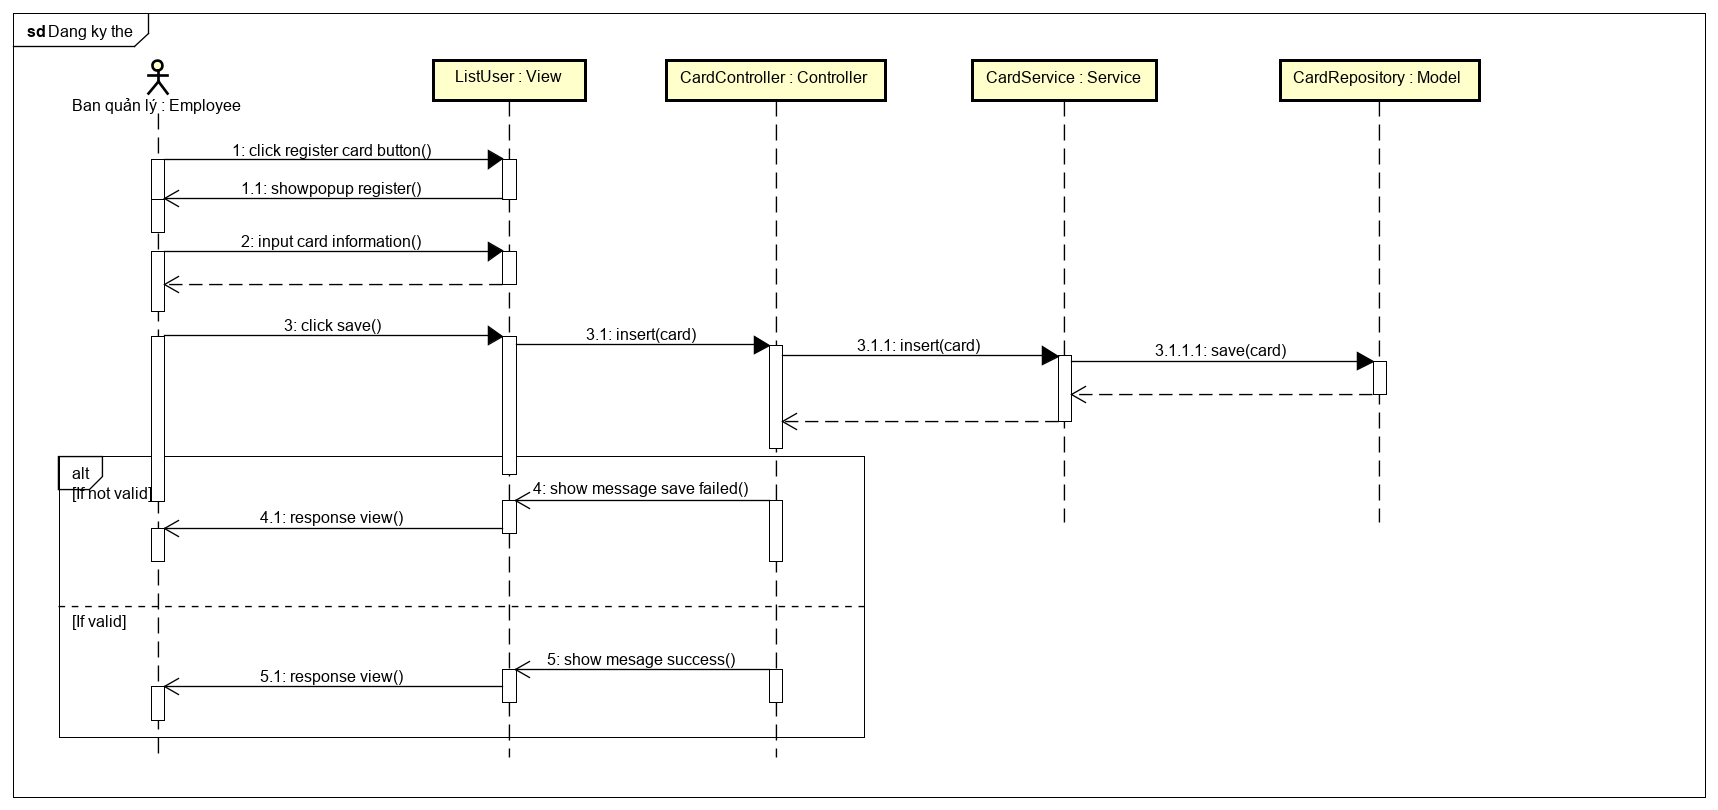 sd Dang ky the
Ban quản lý : Employee
ListUser : View
CardController : Controller
CardService : Service
CardRepository : Model
1: click register card button()
1.1: showpopup register()
2: input card information()
3: click save()
3.1: insert(card)
3.1.1: insert(card)
3.1.1.1: save(card)
alt
[If not valid]
4: show message save failed()
4.1: response view()
[If valid]
5: show mesage success()
5.1: response view()